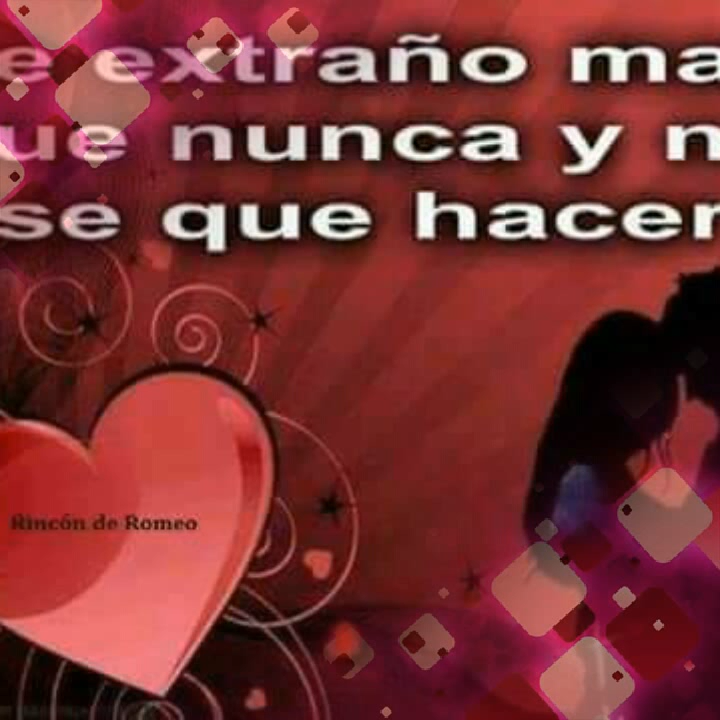 e extraño ma
ue nunca y n
se que hacer
Rincón de Romeo